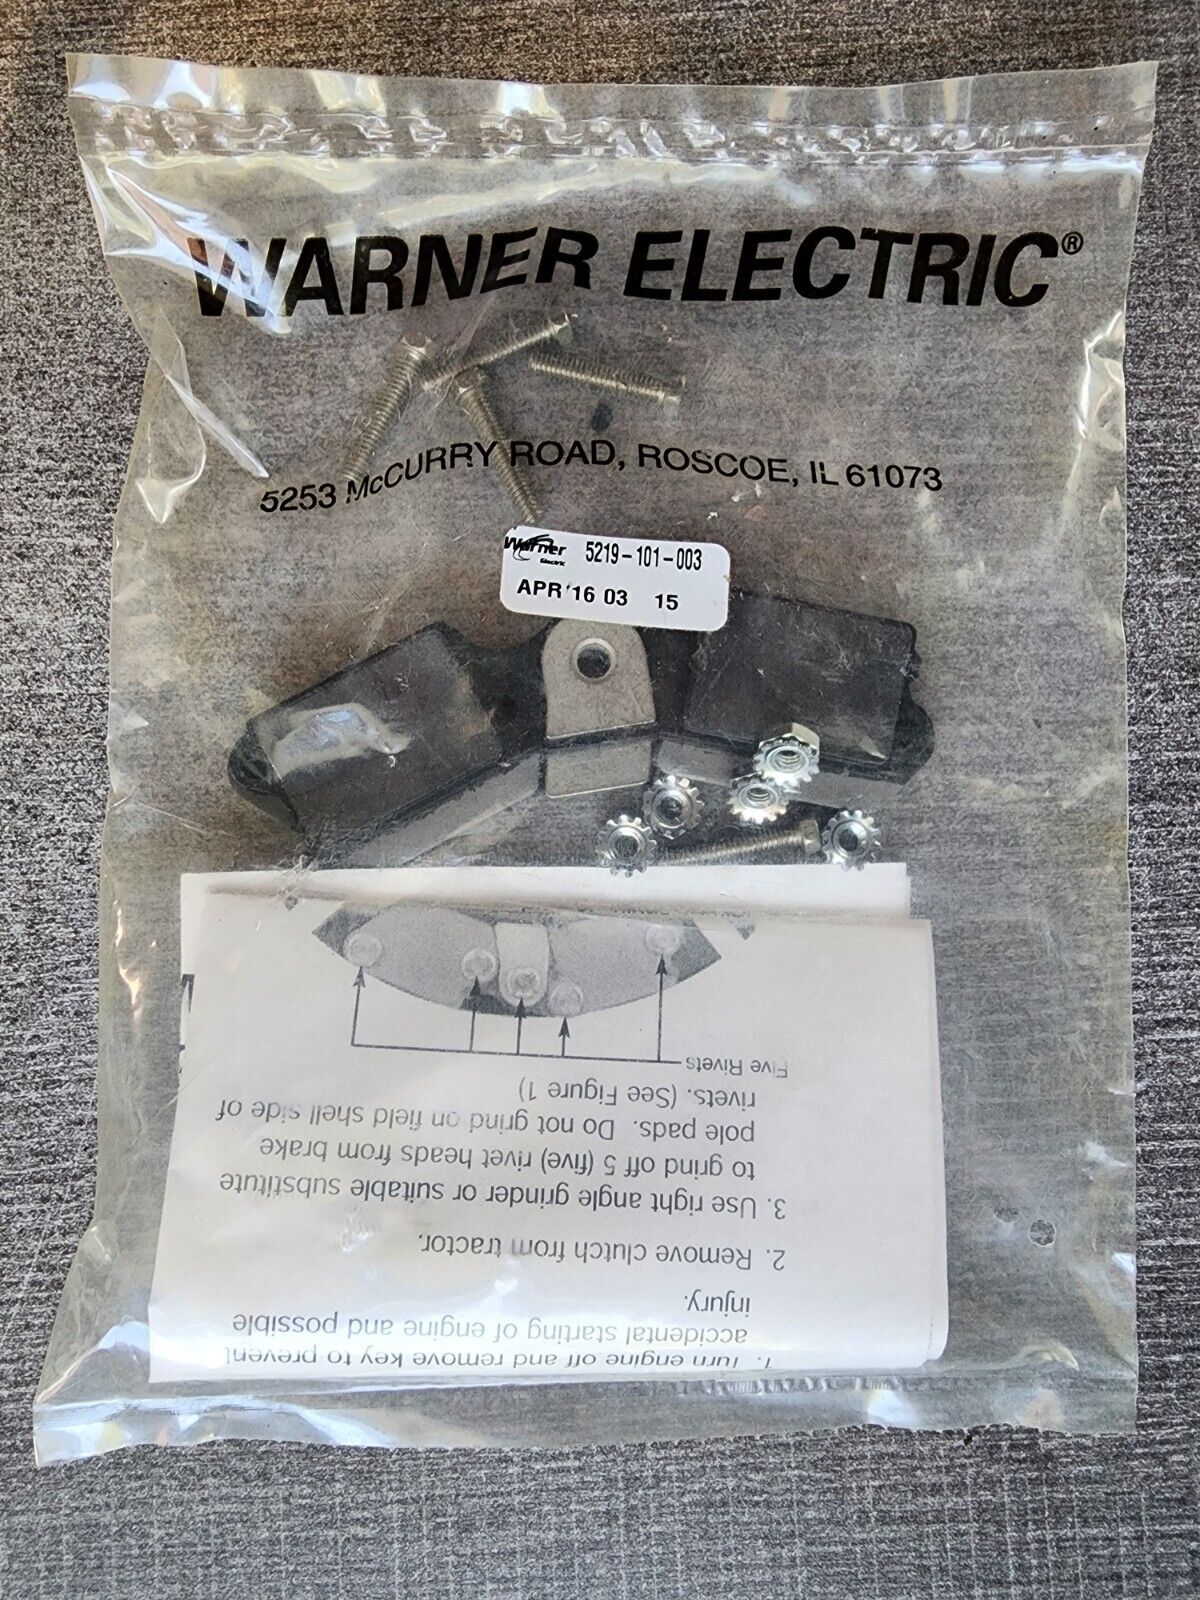 WARNER ELECTRIC®
5253 McCURRY ROAD, ROSCOE, IL 61073
Warner Electric 5219-101-003
APR '16 03 15
1. Turn engine off and remove key to prevent
accidental starting of engine and possible
injury.
2. Remove clutch from tractor.
3. Use right angle grinder or suitable substitute
to grind off 5 (five) rivet heads from brake
pole pads. Do not grind on field shell side of
rivets. (See Figure 1)
Five Rivets